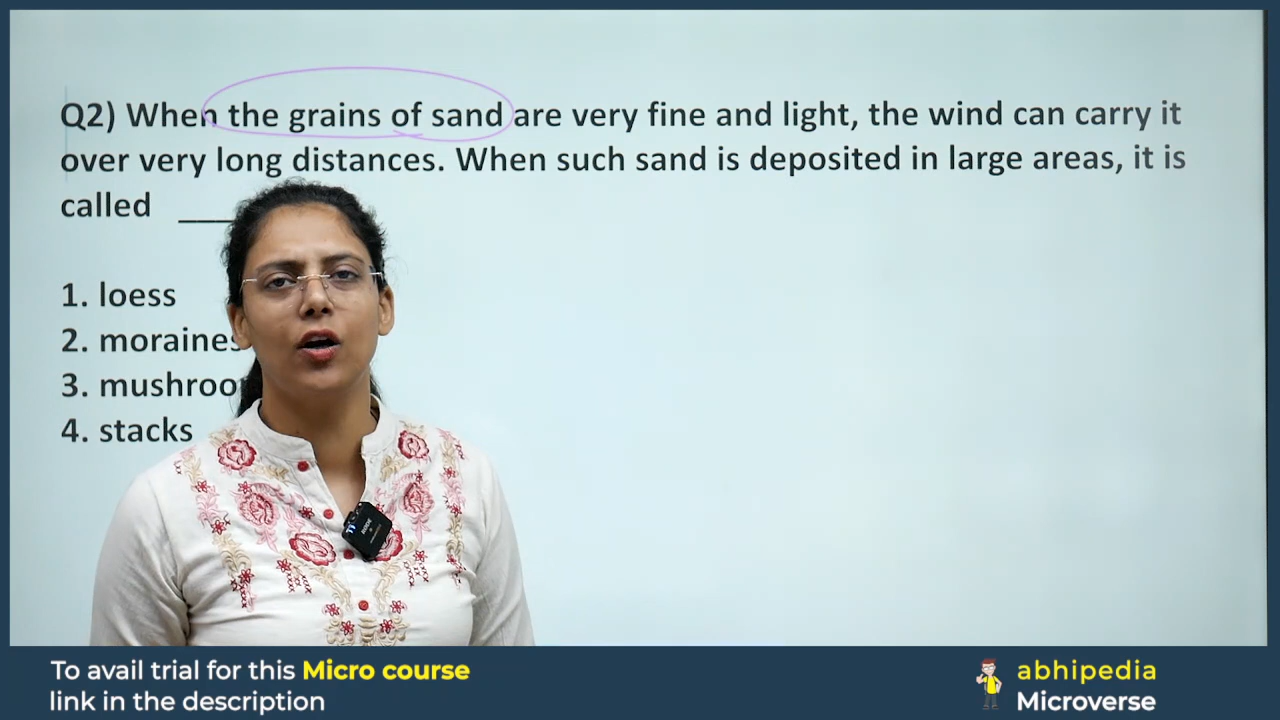 Q2) When the grains of sand are very fine and light, the wind can carry it
over very long distances. When such sand is deposited in large areas, it is
called ____
1. loess
2. moraines
3.
4. stacks
To avail trial for this Micro course
link in the description
abhipedia
Microverse